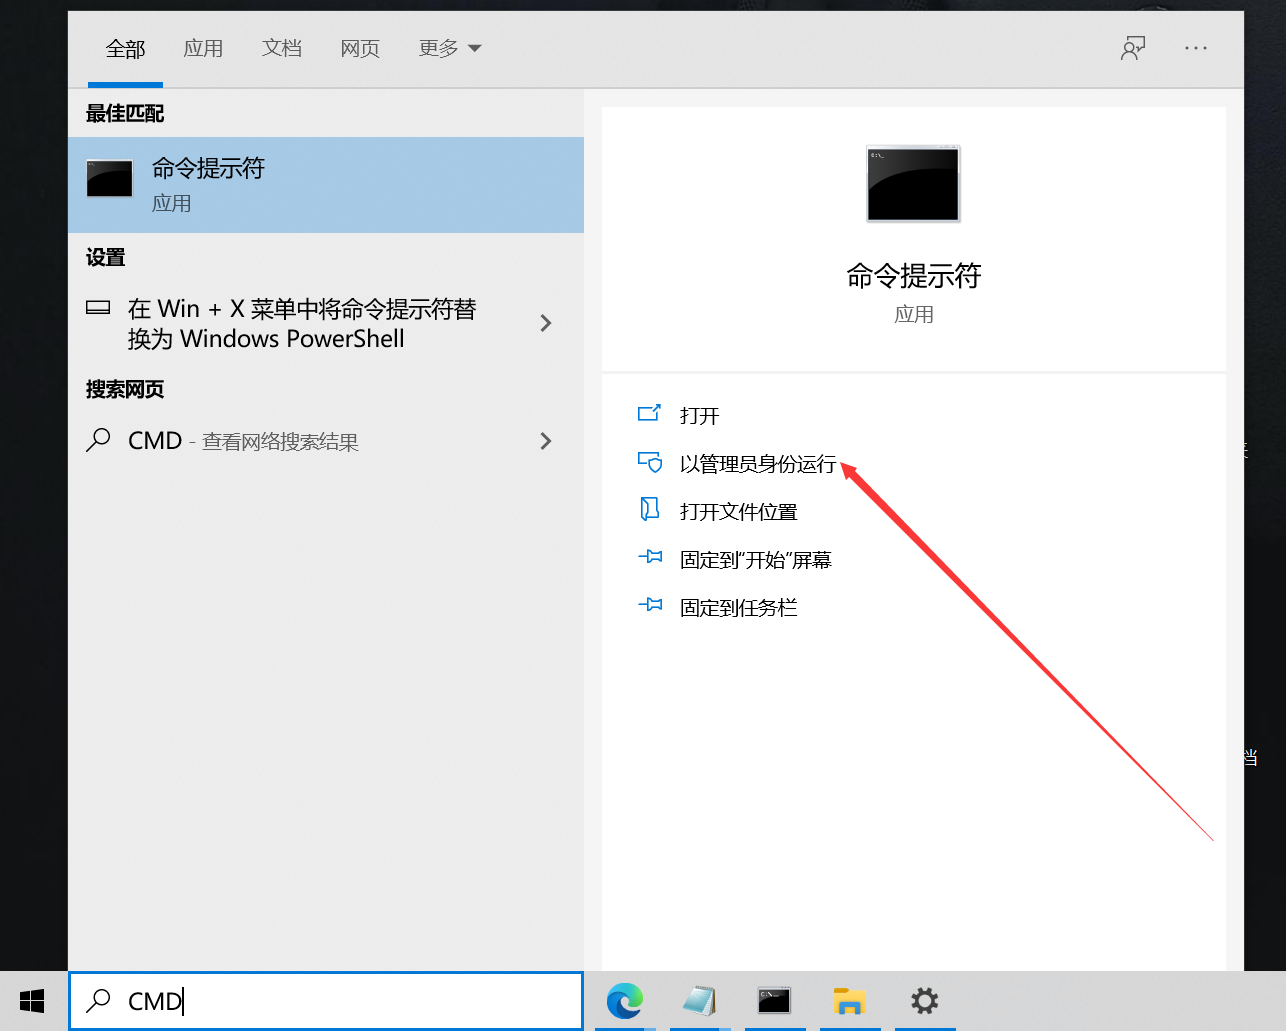 全部 应用 文档 网页 更多
最佳匹配
命令提示符
应用
设置
在 Win + X 菜单中将命令提示符替
换为 Windows PowerShell
搜索网页
CMD - 查看网络搜索结果
命令提示符
应用
打开
以管理员身份运行
打开文件位置
固定到"开始"屏幕
固定到任务栏
档
CMD